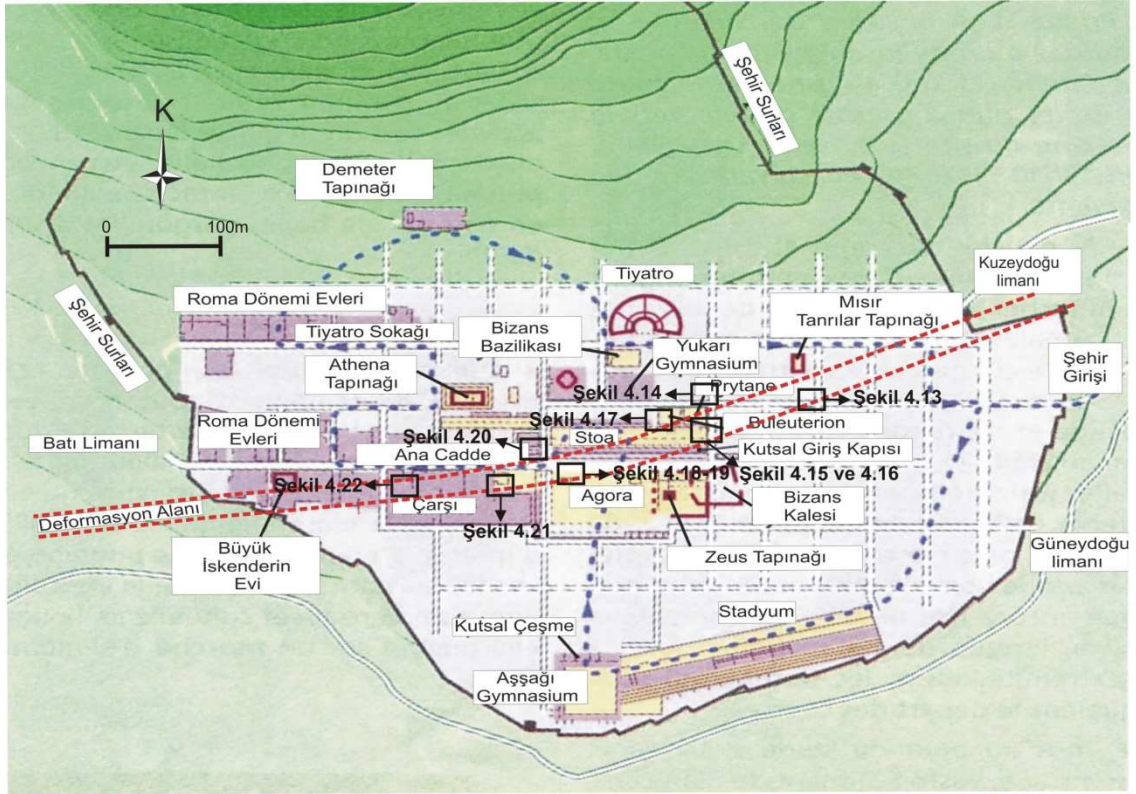 Şehir Surları
K
Demeter
Tapınağı
0 100m
Tiyatro
Kuzeydoğu
limanı
Roma Dönemi Evleri
Mısır
Tanrılar Tapınağı
Şehir Surları
Tiyatro Sokağı
Bizans
Bazilikası
Yukarı
Gymnasium
Athena
Tapınağı
Şehir
Girişi
Şekil 4.14
Prytane
Şekil 4.13
Şekil 4.17
Buleuterion
Roma Dönemi
Evleri
Batı Limanı
Şekil 4.20
Ana Cadde
Stoa
Kutsal Giriş Kapısı
Şekil 4.22
Çarşı
Şekil 4.18-19
Şekil 4.15 ve 4.16
Agora
Bizans
Kalesi
Deformasyon Alanı
Şekil 4.21
Büyük
İskenderin
Evi
Zeus Tapınağı
Güneydoğu
limanı
Stadyum
Kutsal Çeşme
Aşşağı
Gymnasium